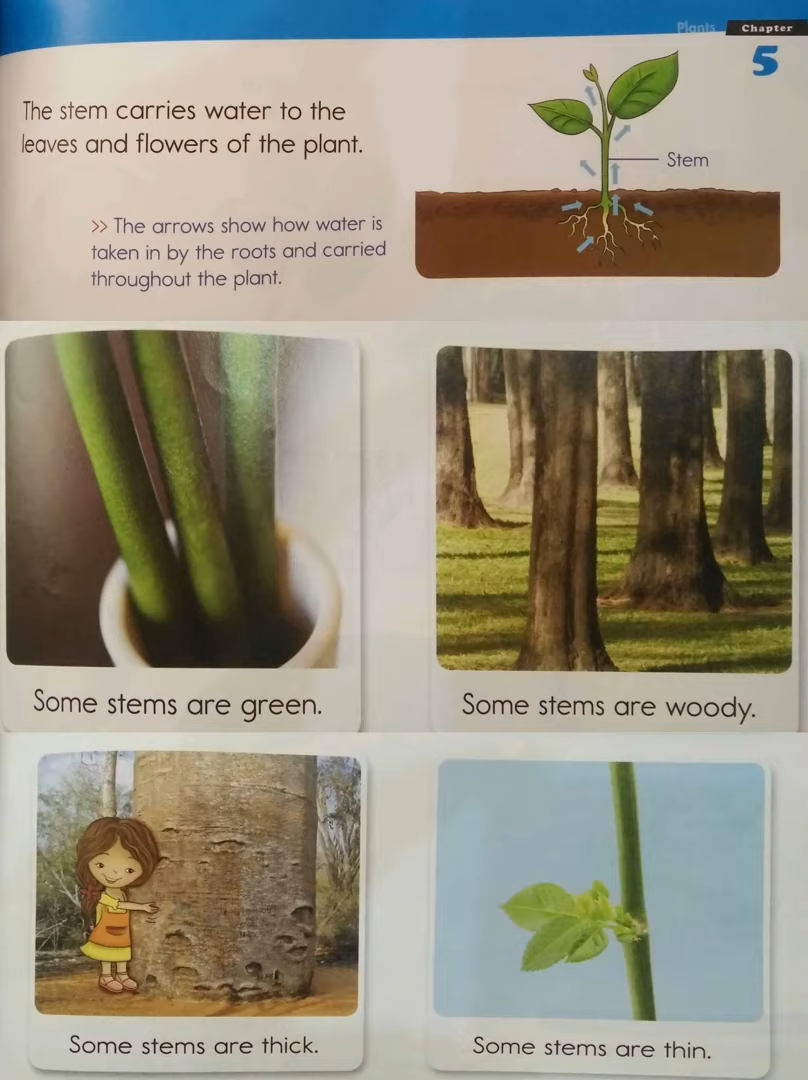 Plants Chapter
5
The stem carries water to the
leaves and flowers of the plant.
Stem
>> The arrows show how water is
taken in by the roots and carried
throughout the plant.
Some stems are green.
Some stems are woody.
Some stems are thick.
Some stems are thin.